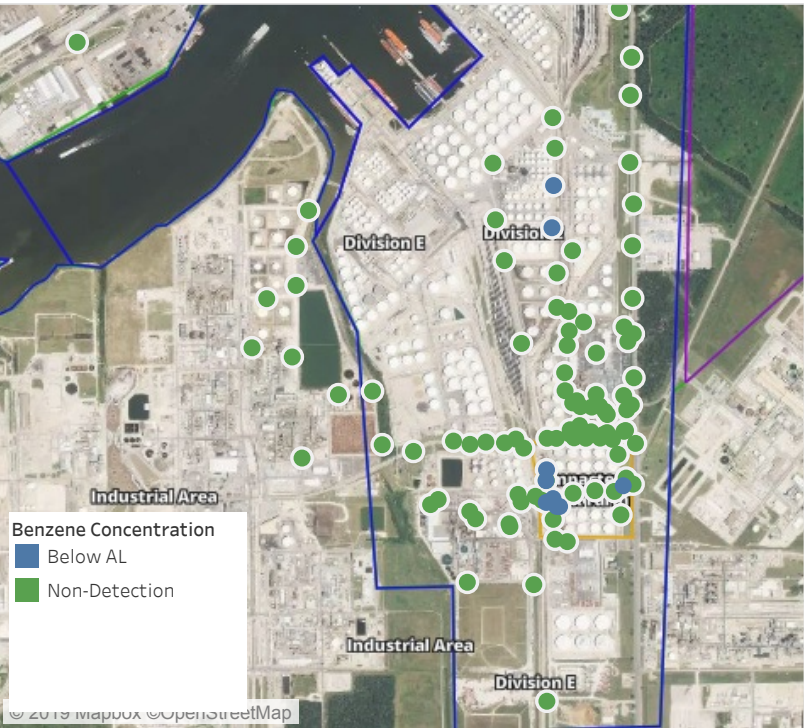 Division E
Division E
Industrial Area
Benzene Concentration
Below AL
Non-Detection
Industrial Area
Division E
© 2019 Mapbox ©OpenStreetMap